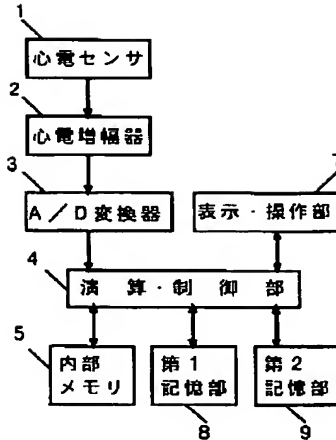 1
心電センサ
2
心電増幅器
3
A/D変換器
表示・操作部
4
演算・制御部
5
内部
メモリ
第1
記憶部
第2
記憶部
8
9